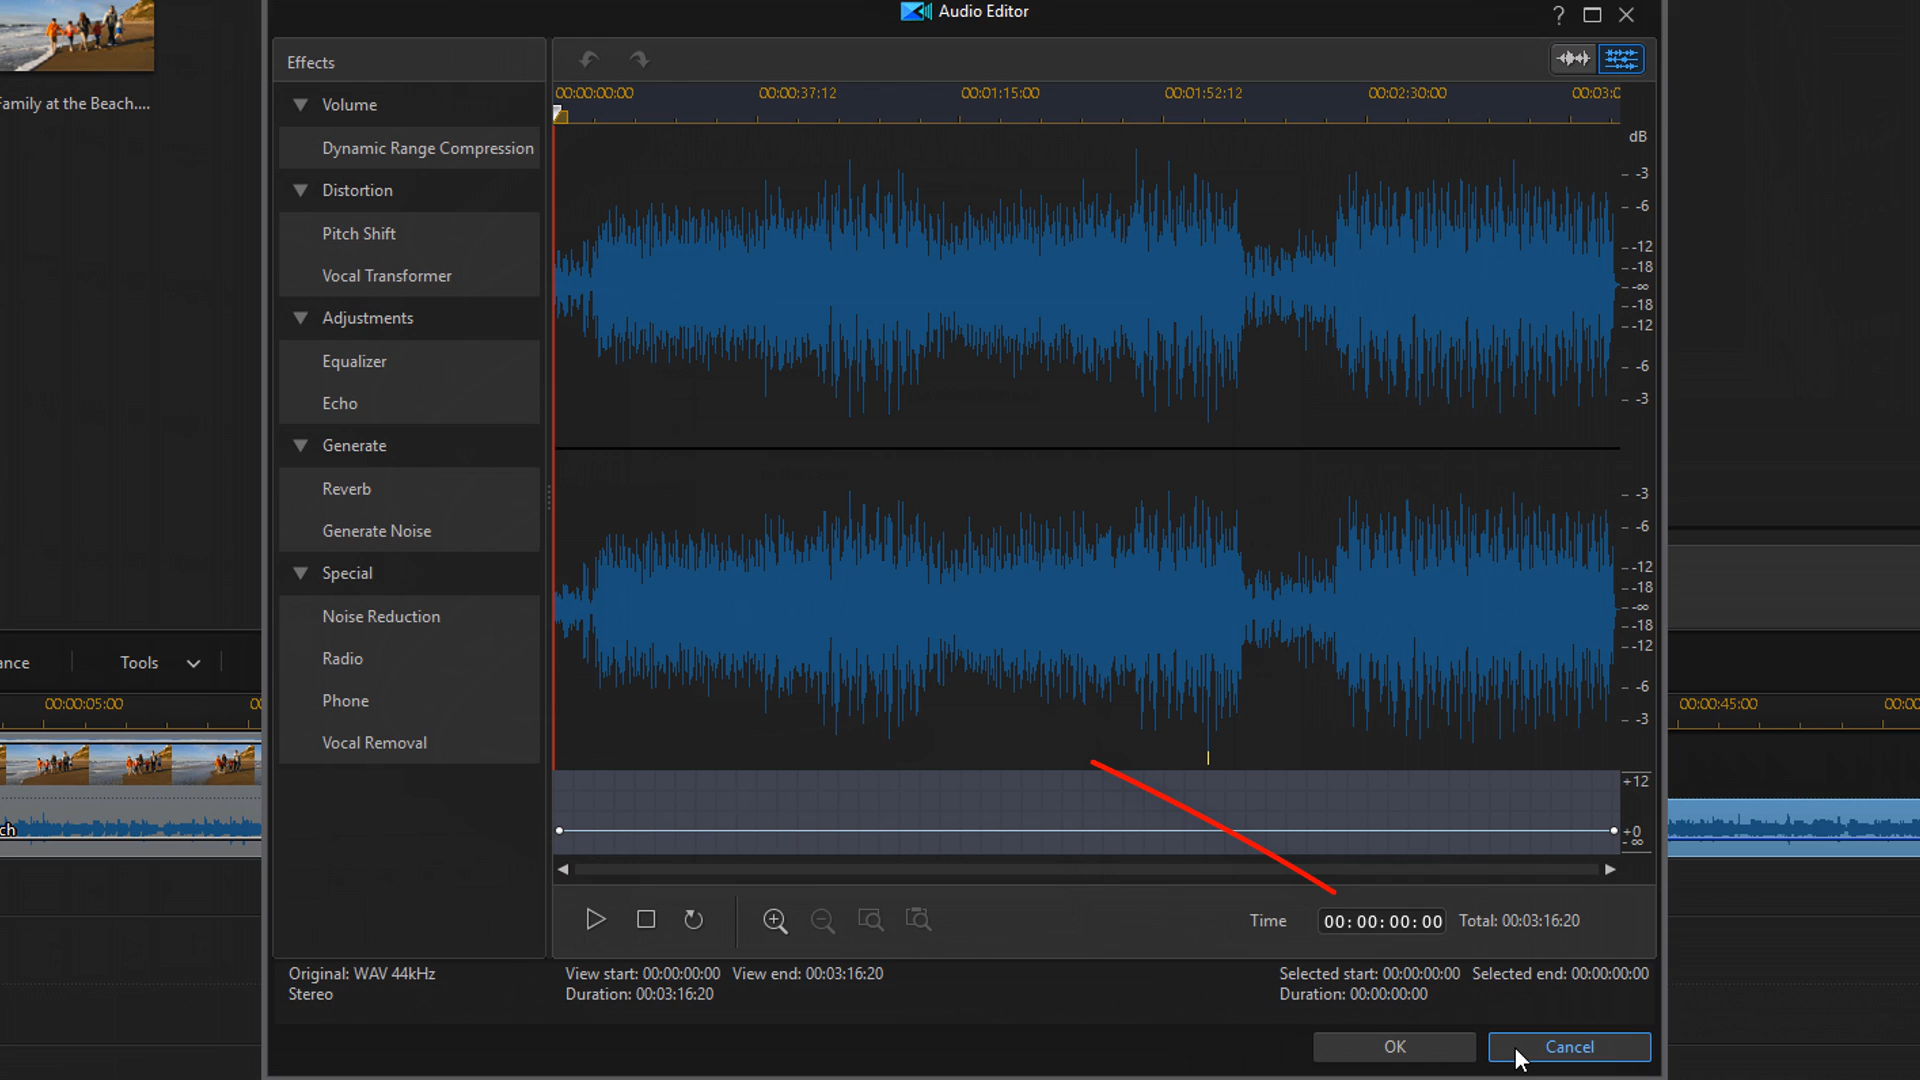 Audio Editor
?
Family at the Beach....
Effects
Volume
Dynamic Range Compression
Distortion
Pitch Shift
Vocal Transformer
Adjustments
Equalizer
Echo
Generate
Reverb
Generate Noise
Special
Noise Reduction
Radio
Phone
Vocal Removal
00:00:00:00 00:00:37:12 00:01:15:00 00:01:52:12 00:02:30:00 00:03:0
dB
-3
-6
-12
-18
-∞
-18
-12
-6
-3
-3
-6
-12
-18
-∞
-18
-12
-6
-3
+12
+0
-∞
ance Tools
00:00:05:00
ch
00:00:45:00 00:00
Time 00:00:00:00 Total: 00:03:16:20
Original: WAV 44kHz
Stereo
View start: 00:00:00:00 View end: 00:03:16:20
Duration: 00:03:16:20
Selected start: 00:00:00:00 Selected end: 00:00:00:00
Duration: 00:00:00:00
OK Cancel